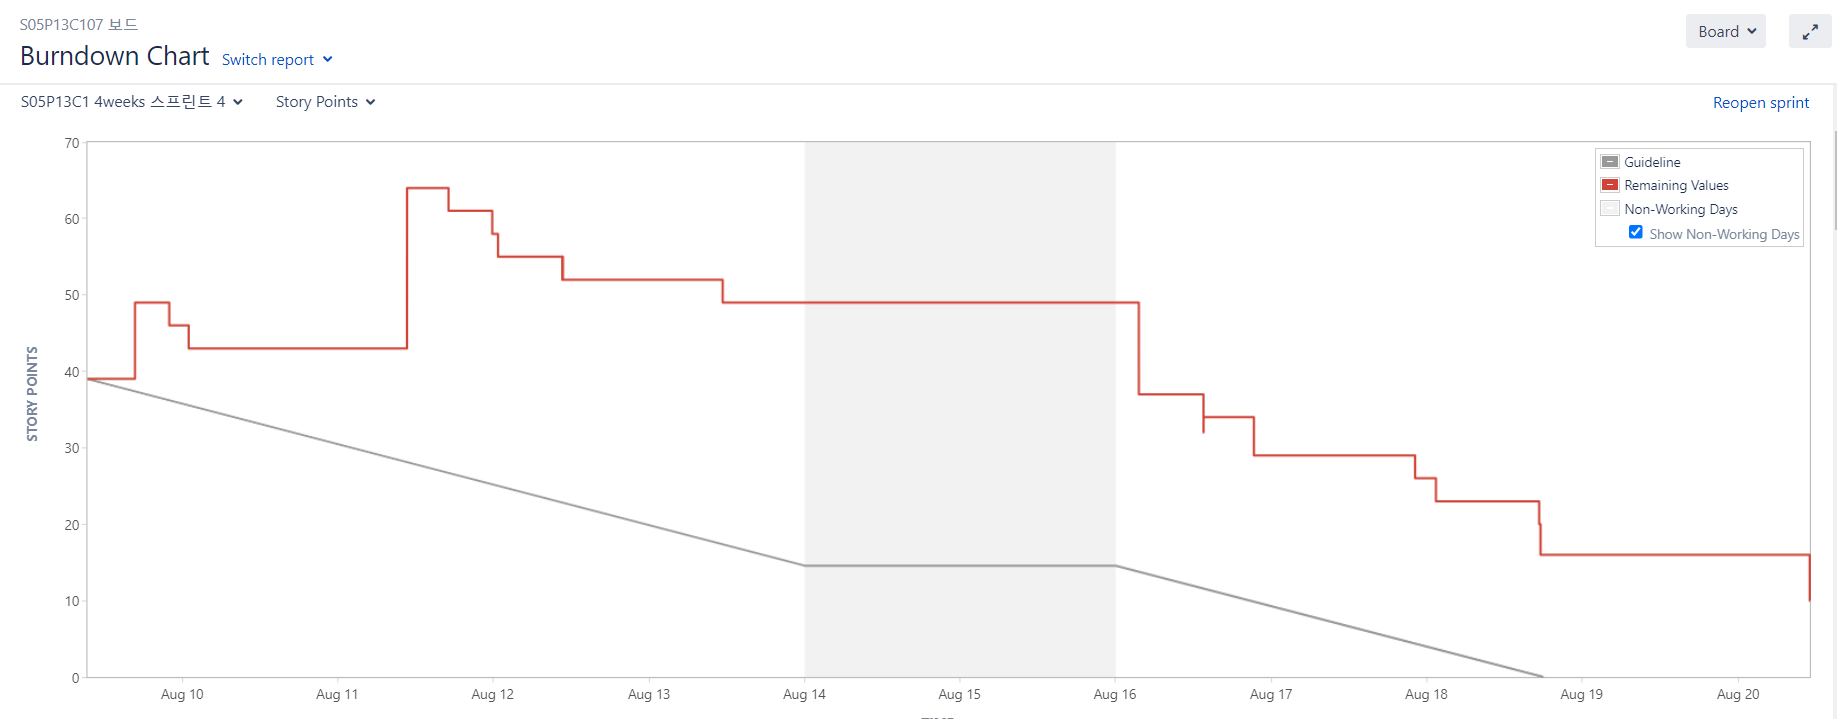 S05P13C107 보드
Burndown Chart Switch report
Board
S05P13C1 4weeks 스프린트 4 Story Points
Reopen sprint
70
60
50
40
30
20
10
0
STORY POINTS
Guideline
Remaining Values
Non-Working Days
Show Non-Working Days
Aug 10 Aug 11 Aug 12 Aug 13 Aug 14 Aug 15 Aug 16 Aug 17 Aug 18 Aug 19 Aug 20